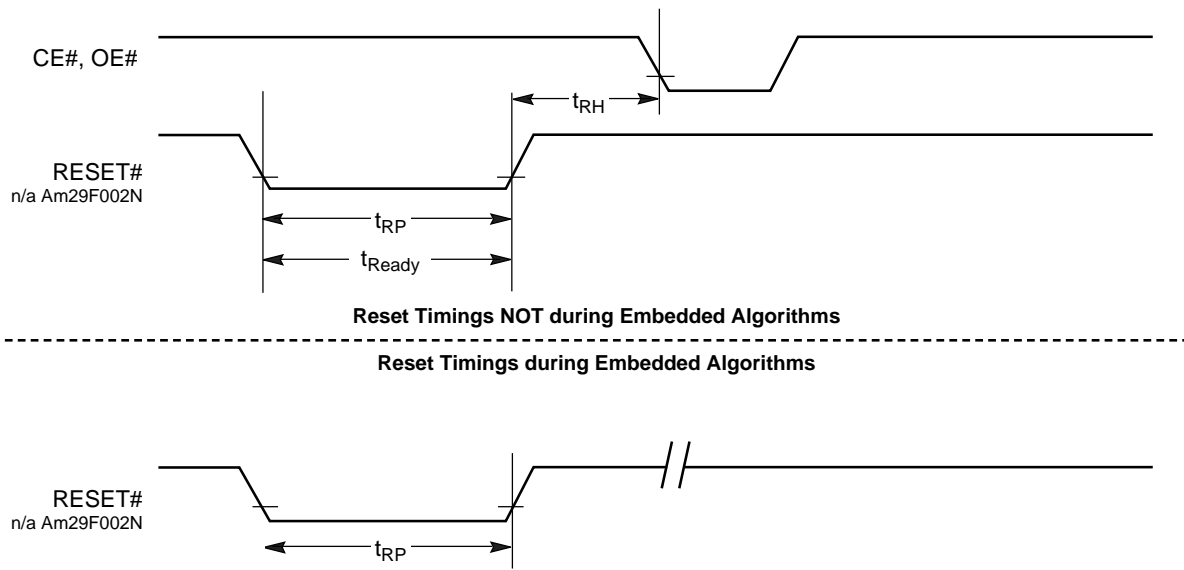 CE#, OE#
tRH
RESET#
n/a Am29F002N
tRP
tReady
Reset Timings NOT during Embedded Algorithms
Reset Timings during Embedded Algorithms
RESET#
n/a Am29F002N
tRP